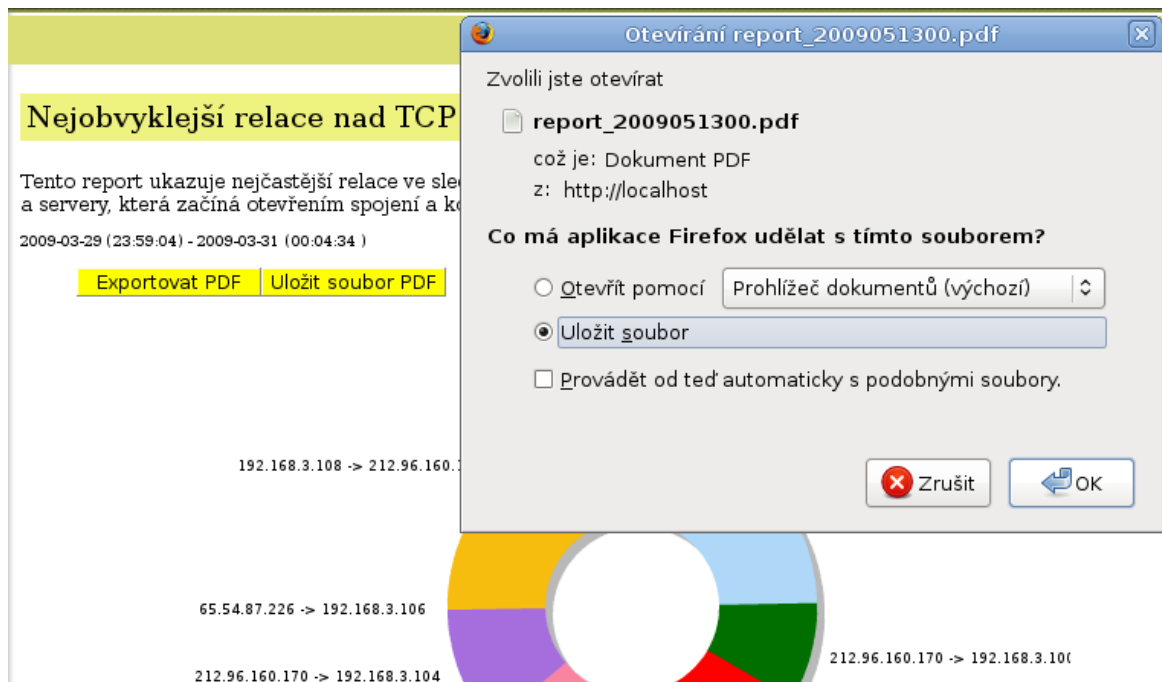 Otevírání report_2009051300.pdf
Zvolili jste otevírat
report_2009051300.pdf
což je: Dokument PDF
z: http://localhost
Co má aplikace Firefox udělat s tímto souborem?
Otevřít pomocí Prohlížeč dokumentů (výchozí)
Uložit soubor
Provádět od teď automaticky s podobnými soubory.
Zrušit OK
Nejobvyklejší relace nad TCP
Tento report ukazuje nejčastější relace ve
a servery, která začíná otevřením spojení a
2009-03-29 (23:59:04) - 2009-03-31 (00:04:34 )
Exportovat PDF Uložit soubor PDF
192.168.3.108 -> 212.96.160.
65.54.87.226 -> 192.168.3.106
212.96.160.170 -> 192.168.3.10
212.96.160.170 -> 192.168.3.104